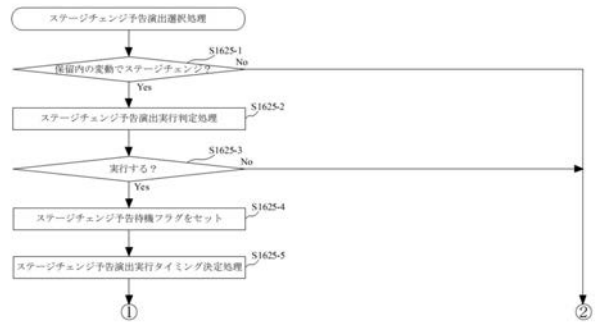 ステージチェンジ予告演出選択処理
S1625-1
保留内の変動でステージチェンジ？
No
Yes
S1625-2
ステージチェンジ予告演出実行判定処理
S1625-3
実行する？
No
Yes
S1625-4
ステージチェンジ予告待機フラグをセット
S1625-5
ステージチェンジ予告演出実行タイミング決定処理
①
②